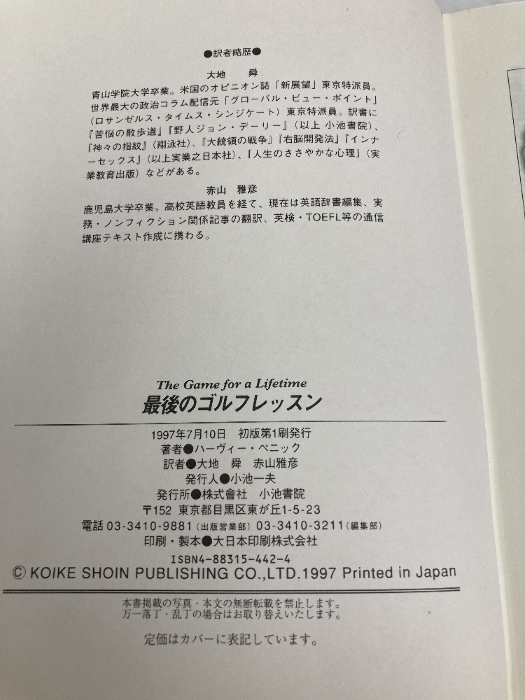 ●訳者略歴●
大地 舜
青山学院大学卒業。米国のオピニオン誌「新展望」東京特派員。
世界最大の政治コラム配信元「グローバル・ビュー・ポイント」
(ロサンゼルス・タイムス・シンジケート) 東京特派員。訳書に
『苦悩の散歩道』『野人ジョン・デーリー』(以上 小池書院)、
『神々の指紋』(翔泳社)、『大統領の戦争』『右脳開発法』『インナ
ーセックス』(以上実業之日本社)、『人生のささやかな心理』(実
業教育出版) などがある。
赤山 雅彦
鹿児島大学卒業。高校英語教員を経て、現在は英語辞書編集、実
務・ノンフィクション関係記事の翻訳、英検・TOEFL等の通信
講座テキスト作成に携わる。
The Game for a Lifetime
最後のゴルフレッスン
1997年7月10日 初版第1刷発行
著者●ハーヴィー・ペニック
訳者●大地 舜 赤山雅彦
発行人●小池一夫
発行所●株式會社 小池書院
〒152 東京都目黒区東が丘1-5-23
電話 03-3410-9881 (出版営業部) 03-3410-3211 (編集部)
印刷・製本●大日本印刷株式会社
ISBN4-88315-442-4
© KOIKE SHOIN PUBLISHING CO.,LTD.1997 Printed in Japan
本書掲載の写真・本文の無断転載を禁止します。
万一落丁・乱丁の場合はお取り替えいたします。
定価はカバーに表記しています。